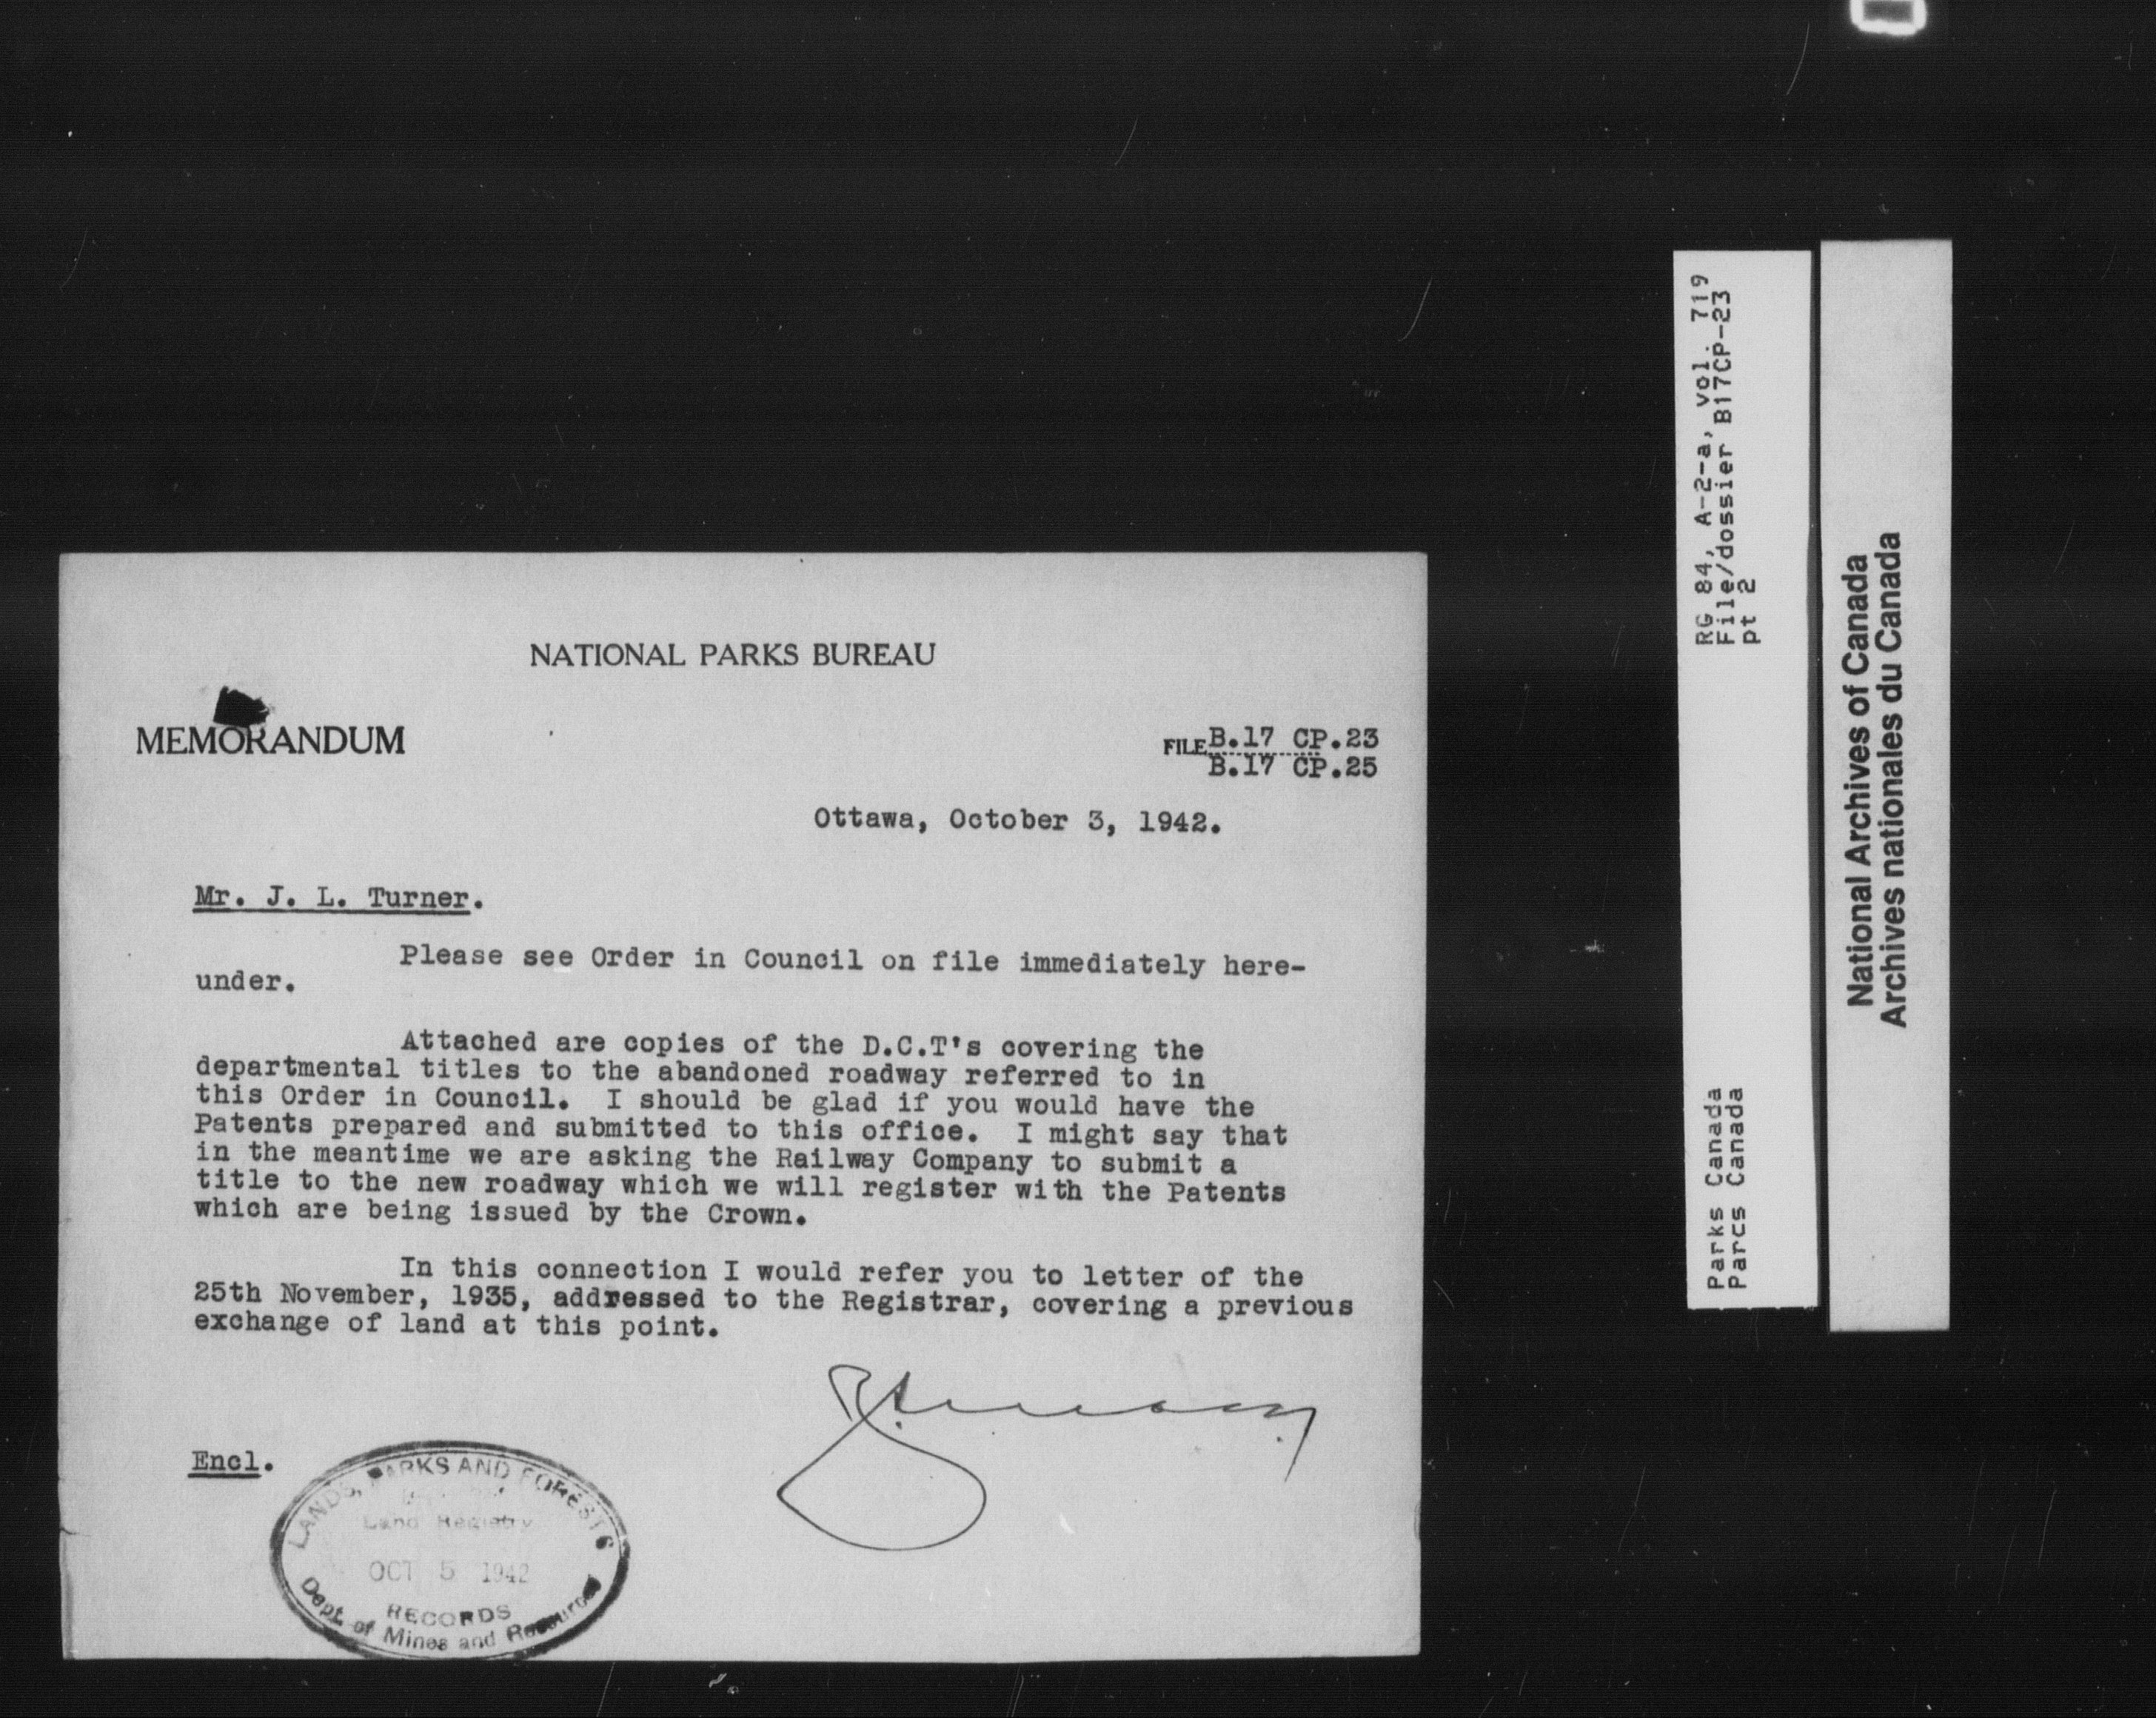 NATIONAL PARKS BUREAU
MEMORANDUM
FILE B.17 CP.23
B.17 CP.25
Ottawa, October 3, 1942.
Mr. J. L. Turner.
Please see Order in Council on file immediately here-
under.
Attached are copies of the D.C.T's covering the
departmental titles to the abandoned roadway referred to in
this Order in Council. I should be glad if you would have the
Patents prepared and submitted to this office. I might say that
in the meantime we are asking the Railway Company to submit a
title to the new roadway which we will register with the Patents
which are being issued by the Crown.
In this connection I would refer you to letter of the
25th November, 1935, addressed to the Registrar, covering a previous
exchange of land at this point.
Encl.
LANDS, PARKS AND FORESTS
Land Registry
OCT 5 1942
RECORDS
Dept. of Mines and Resources
RG 84, A-2-a, vol. 719
File/dossier B17CP-23
pt 2
Parks Canada
Parcs Canada
National Archives of Canada
Archives nationales du Canada